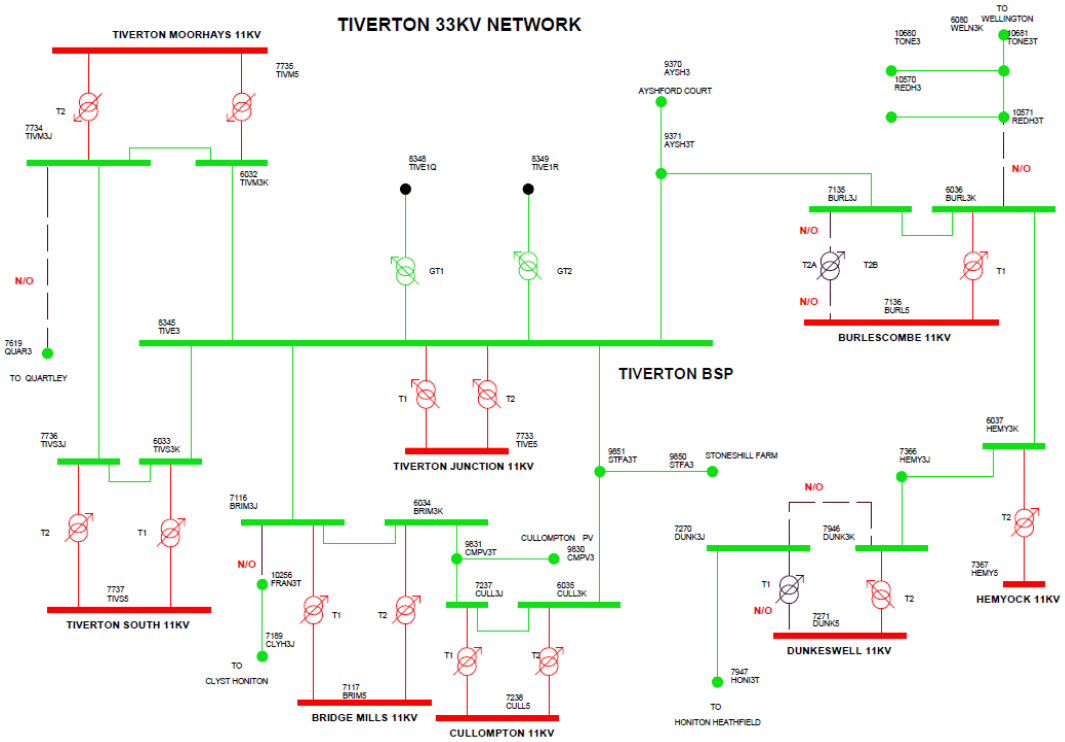 TIVERTON 33KV NETWORK
TIVERTON MOORHAYS 11KV
7735
TIVM5
T2
7734
TIVM3J
6032
TIVM3K
N/O
7619
QUAR3
TO QUARTLEY
8345
TIVE3
8348
TIVE1Q
8349
TIVE1R
GT1
GT2
9370
AYSH3
AYSHFORD COURT
9371
AYSH3T
TO
WELLINGTON
6080
WELN3K
10680
TONE3
10681
TONE3T
10570
REDH3
10571
REDH3T
N/O
7135
BURL3J
6036
BURL3K
N/O
T2A
T2B
T1
N/O
7136
BURL5
BURLESCOMBE 11KV
TIVERTON BSP
T1
T2
7733
TIVE5
TIVERTON JUNCTION 11KV
7736
TIVS3J
6033
TIVS3K
T2
T1
7737
TIVS5
TIVERTON SOUTH 11KV
7116
BRIM3J
6034
BRIM3K
N/O
10256
FRAN3T
7189
CLYH3J
TO
CLYST HONITON
T1
T2
7117
BRIM5
BRIDGE MILLS 11KV
9831
CMPV3T
CULLOMPTON PV
9830
CMPV3
7237
CULL3J
6035
CULL3K
T1
T2
7238
CULL5
CULLOMPTON 11KV
9851
STFA3T
9850
STFA3
STONESHILL FARM
6037
HEMY3K
7366
HEMY3J
T2
7367
HEMY5
HEMYOCK 11KV
N/O
7270
DUNK3J
7946
DUNK3K
T1
N/O
T2
7271
DUNK5
DUNKESWELL 11KV
7947
HONI3T
TO
HONITON HEATHFIELD